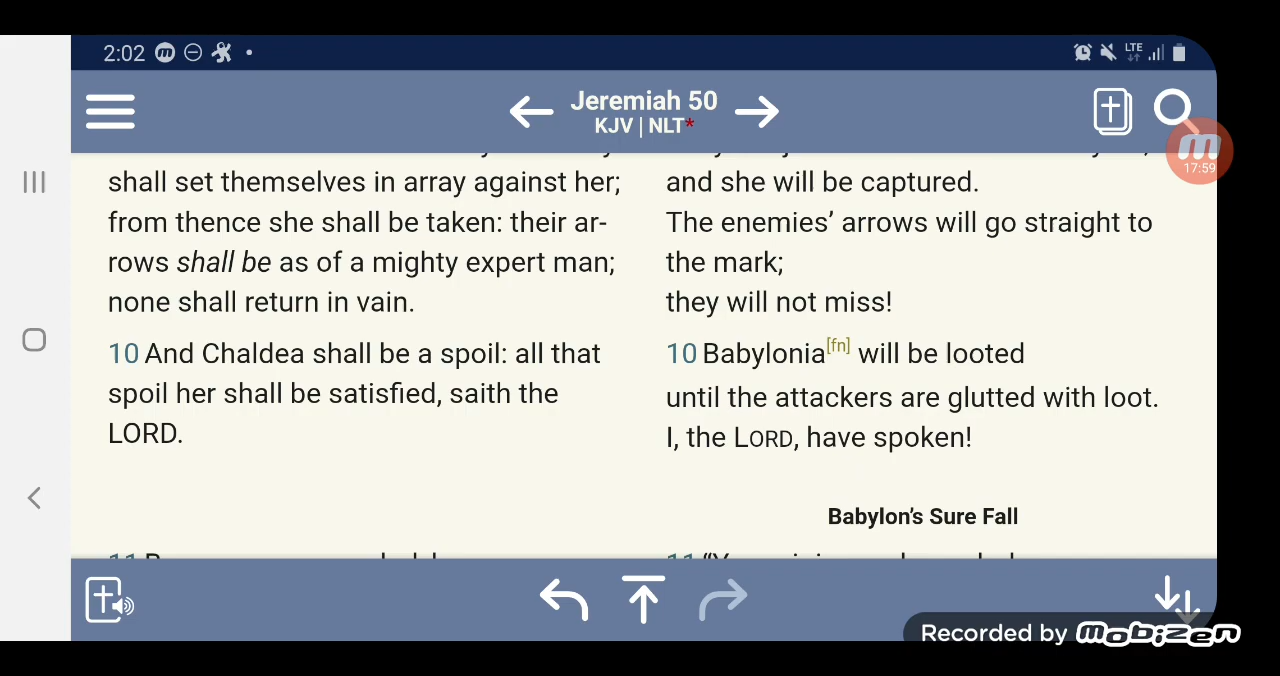 2:02
LTE
Jeremiah 50
KJV | NLT*
17:59
shall set themselves in array against her;
from thence she shall be taken: their ar-
rows shall be as of a mighty expert man;
none shall return in vain.
10 And Chaldea shall be a spoil: all that
spoil her shall be satisfied, saith the
LORD.
and she will be captured.
The enemies’ arrows will go straight to
the mark;
they will not miss!
10 Babylonia[fn] will be looted
until the attackers are glutted with loot.
I, the LORD, have spoken!
Babylon’s Sure Fall
Recorded by mobizen